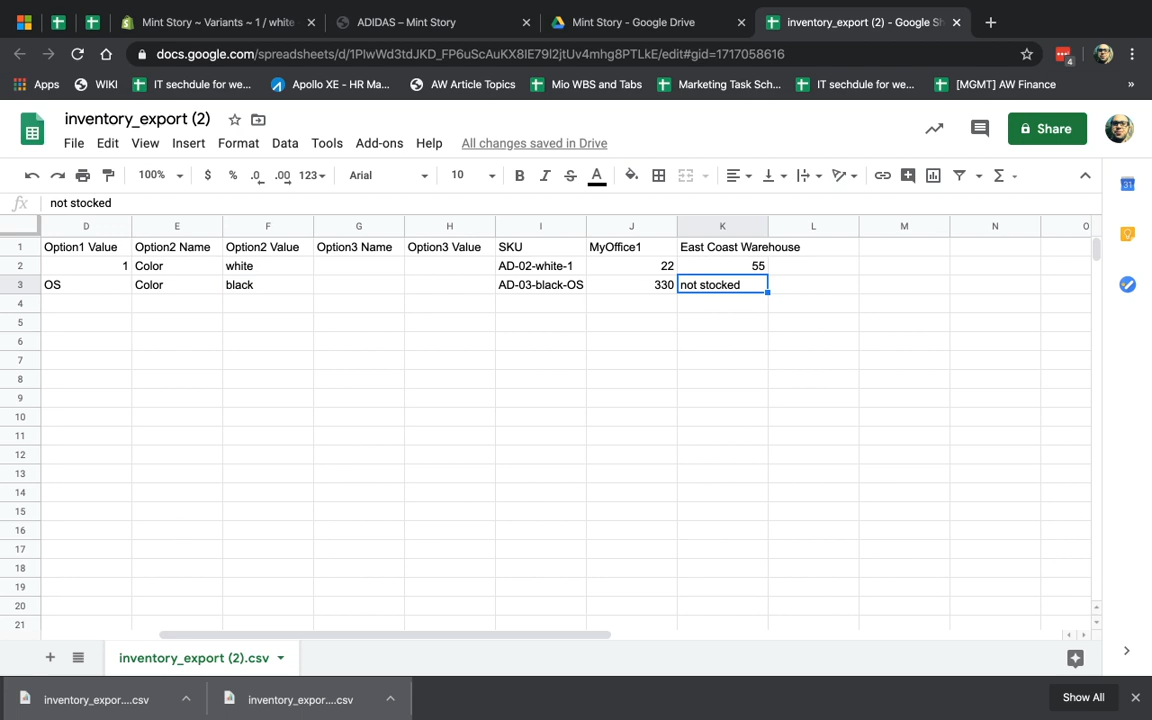 Mint Story ~ Variants ~ 1 / white
ADIDAS – Mint Story
Mint Story - Google Drive
inventory_export (2) - Google Sh
docs.google.com/spreadsheets/d/1PlwWd3tdJKD_FP6uScAuKX8lE79l2jtUv4mhg8PTLkE/edit#gid=1717058616
4
Apps
WIKI
IT sechdule for we...
Apollo XE - HR Ma...
AW Article Topics
Mio WBS and Tabs
Marketing Task Sch...
IT sechdule for we...
[MGMT] AW Finance
»
inventory_export (2)
Share
File Edit View Insert Format Data Tools Add-ons Help All changes saved in Drive
100% $ % .0 .00 123 Arial 10 B I S A Σ
fx not stocked
31
D E F G H I J K L M N O
1 Option1 Value Option2 Name Option2 Value Option3 Name Option3 Value SKU MyOffice1 East Coast Warehouse
2 1 Color white AD-02-white-1 22 55
3 OS Color black AD-03-black-OS 330 not stocked
4
5
6
7
8
9
10
11
12
13
14
15
16
17
18
19
20
21
inventory_export (2).csv
inventory_expor....csv
inventory_expor....csv
Show All